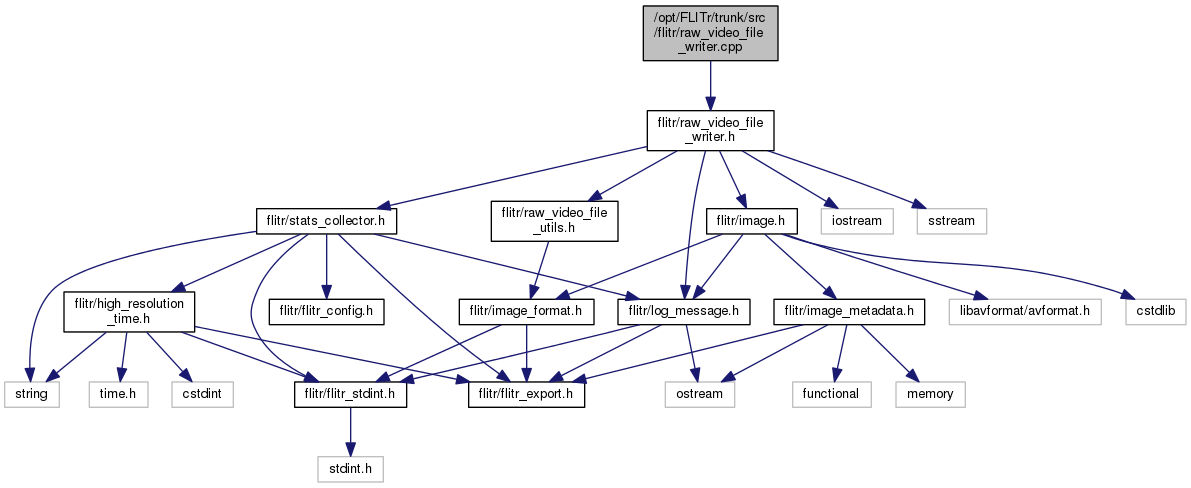 /opt/FLITr/trunk/src
/flitr/raw_video_file
_writer.cpp
flitr/raw_video_file
_writer.h
flitr/stats_collector.h
flitr/raw_video_file
_utils.h
flitr/image.h
iostream
sstream
flitr/high_resolution
_time.h
flitr/flitr_config.h
flitr/image_format.h
flitr/log_message.h
flitr/image_metadata.h
libavformat/avformat.h
cstdlib
string
time.h
cstdint
flitr/flitr_stdint.h
flitr/flitr_export.h
ostream
functional
memory
stdint.h